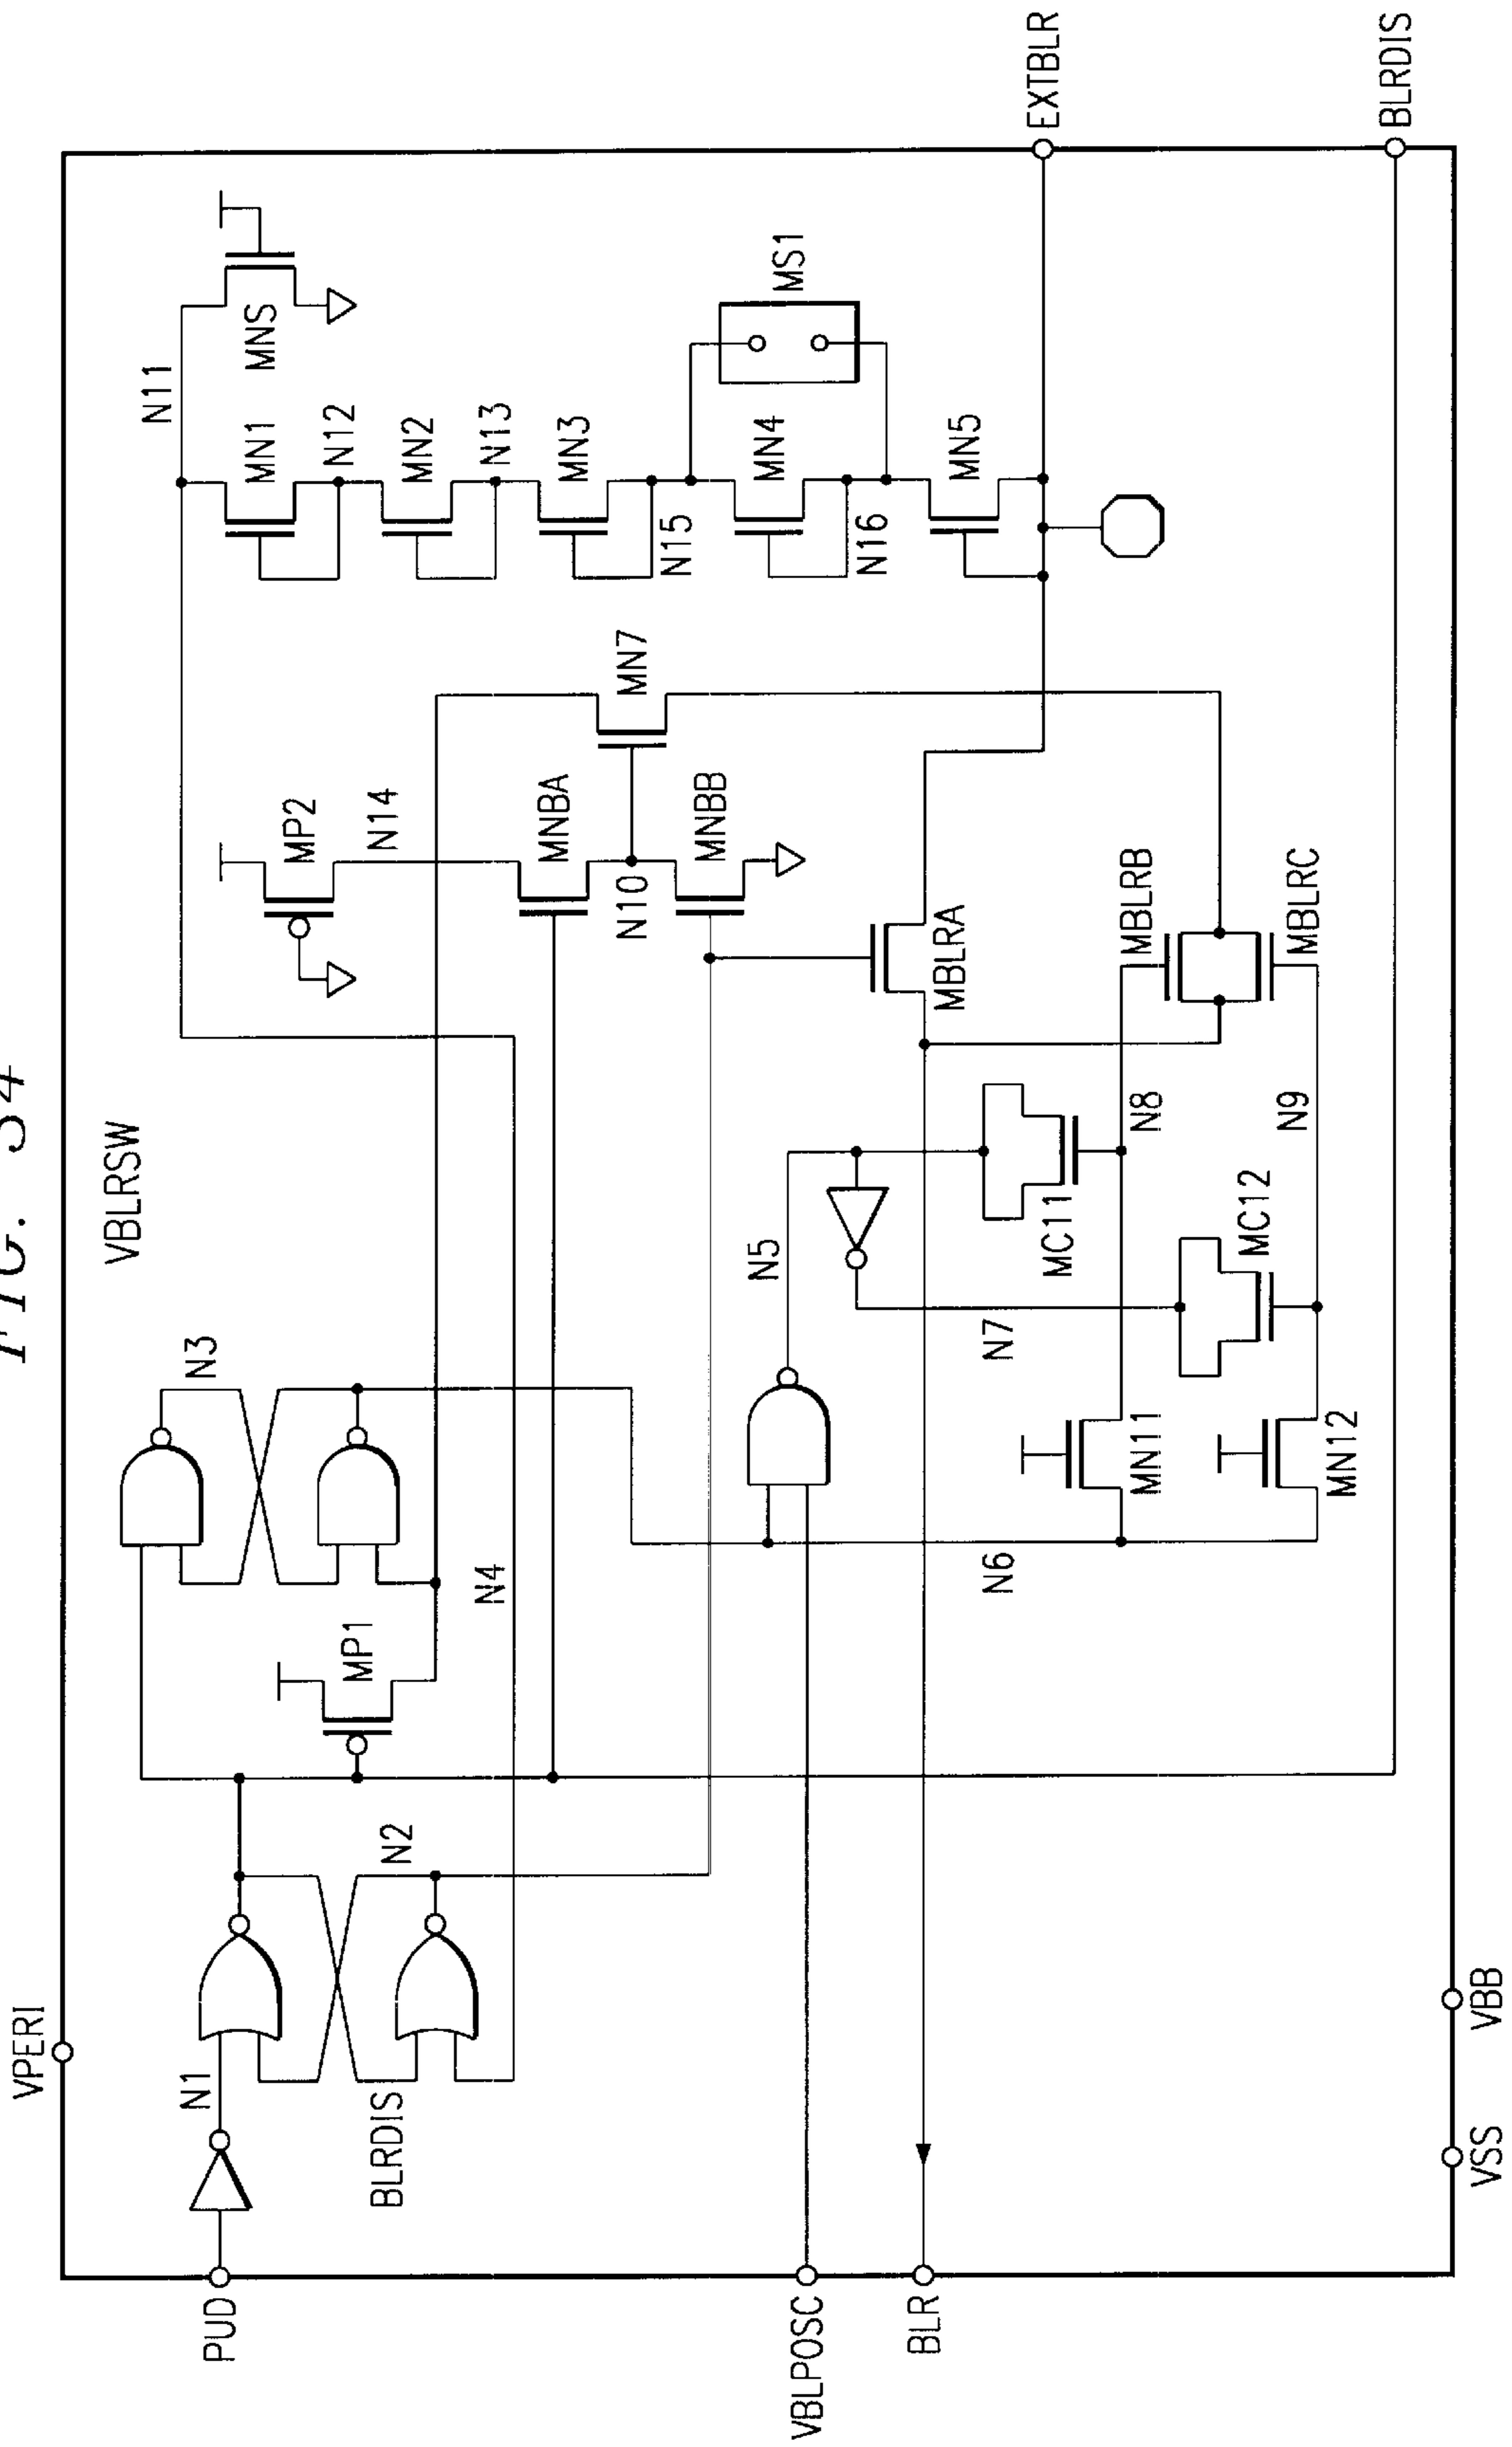 FIG. 34
VPERI
VBLRSW
N11
N3
PUD
N1
MNS
MN1
MP2
MP1
N12
N14
BLRDIS
N2
MN2
N13
N4
MNBA
MN3
MN7
N10
N15
MNBB
MS1
MN4
N5
N16
VBLPOSC
MBLRA
MN5
BLR
N6
N7
MC11
EXTBLR
MN11
N8
MBLRB
MC12
N9
MBLRC
MN12
BLRDIS
VSS
VBB